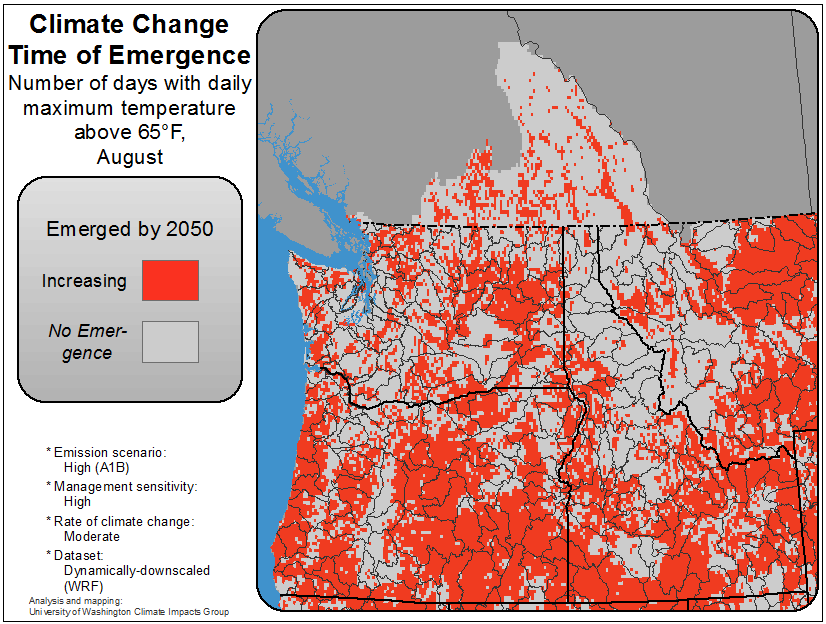 Climate Change
Time of Emergence
Number of days with daily
maximum temperature
above 65°F,
August
Emerged by 2050
Increasing
No Emer-
gence
* Emission scenario:
High (A1B)
* Management sensitivity:
High
* Rate of climate change:
Moderate
* Dataset:
Dynamically-downscaled
(WRF)
Analysis and mapping:
University of Washington Climate Impacts Group